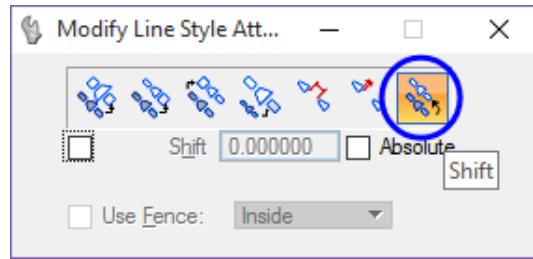 Modify Line Style Att...
Shift 0.000000 Absolute
Shift
Use Fence: Inside